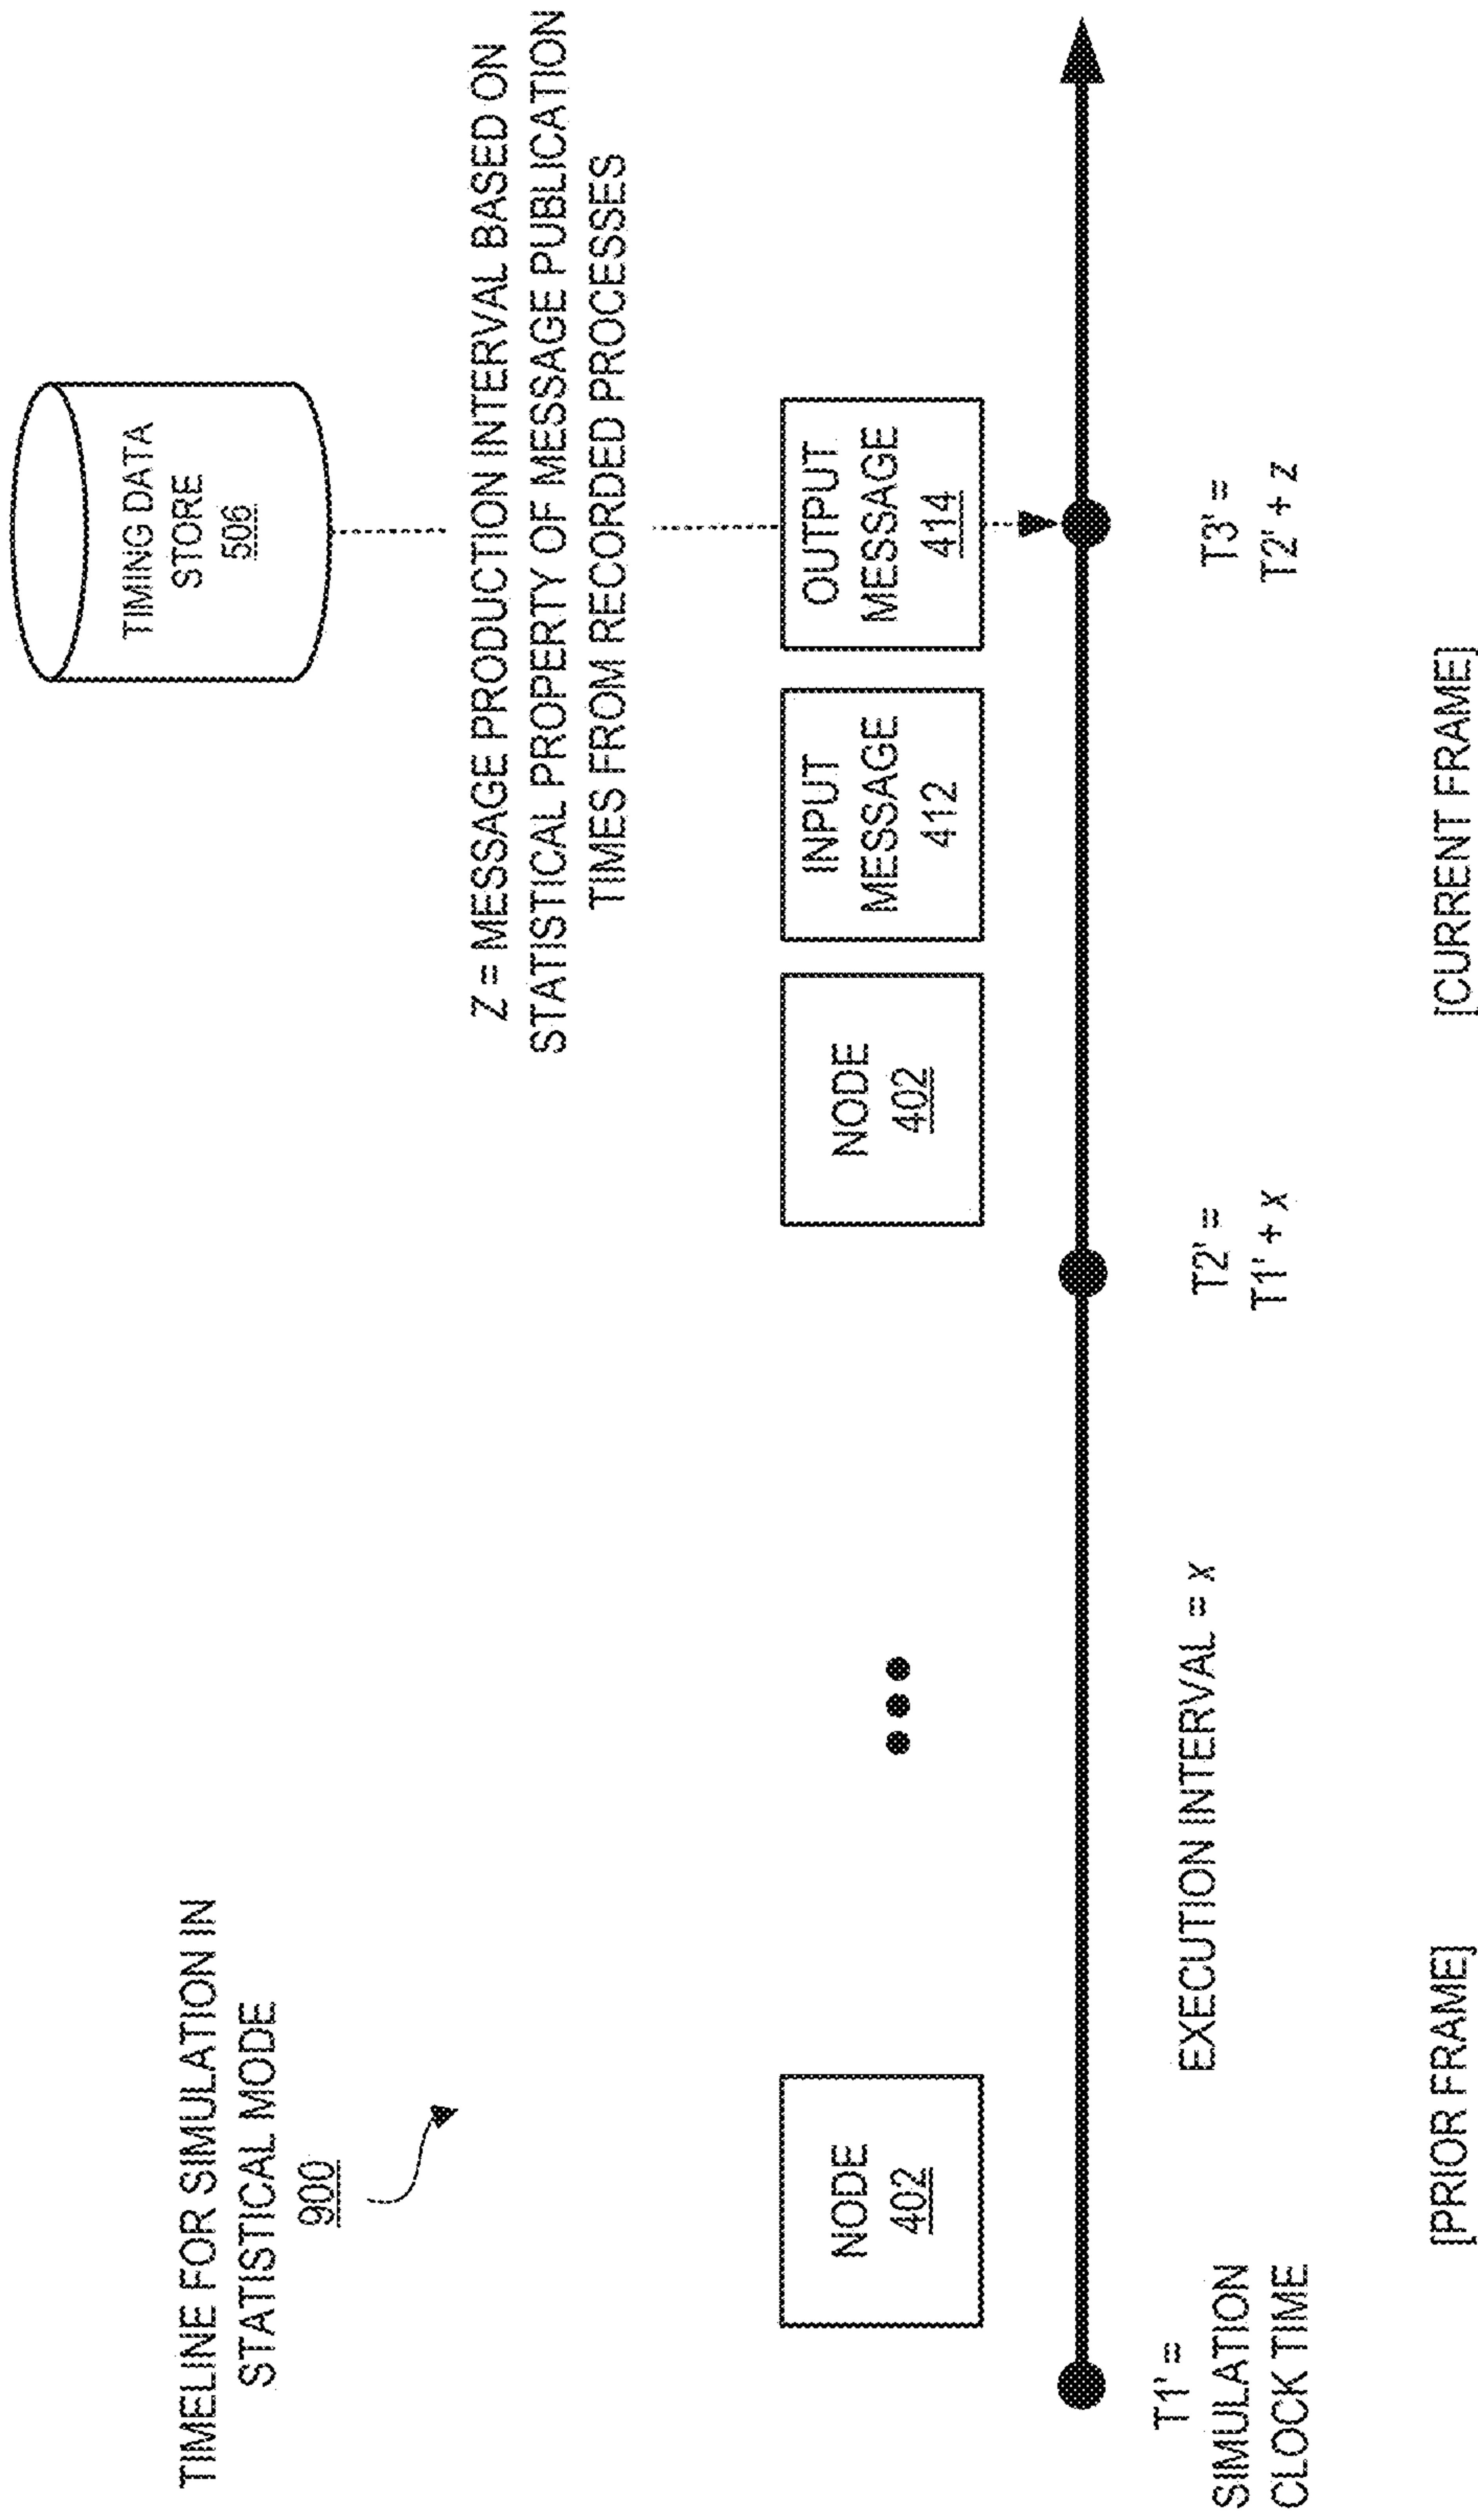 TIMELINE FOR SIMULATION IN
STATISTICAL MODE
900
TIMING DATA
STORE
506
Z = MESSAGE PRODUCTION INTERVAL BASED ON
STATISTICAL PROPERTY OF MESSAGE PUBLICATION
TIMES FROM RECORDED PROCESSES
NODE
402
NODE
402
INPUT
MESSAGE
412
OUTPUT
MESSAGE
414
T1' =
SIMULATION
CLOCK TIME
EXECUTION INTERVAL = x
T2' =
T1' + x
T3' =
T2' + z
[PRIOR FRAME]
[CURRENT FRAME]